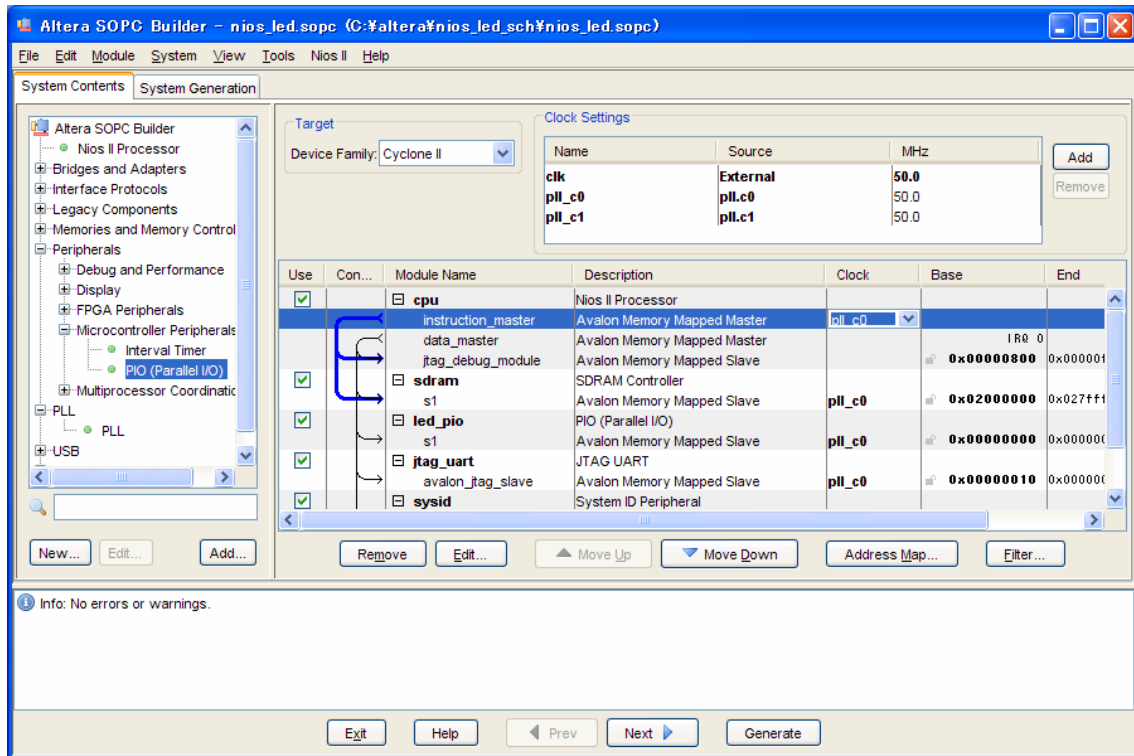 Altera SOPC Builder - nios_led.sopc (C:¥altera¥nios_led_sch¥nios_led.sopc)
File Edit Module System View Tools Nios II Help
System Contents System Generation
Altera SOPC Builder
Nios II Processor
Bridges and Adapters
Interface Protocols
Legacy Components
Memories and Memory Control
Peripherals
Debug and Performance
Display
FPGA Peripherals
Microcontroller Peripherals
Interval Timer
PIO (Parallel I/O)
Multiprocessor Coordinatic
PLL
PLL
USB
New... Edit... Add...
Target
Device Family: Cyclone II
Clock Settings
Name Source MHz
clk External 50.0
pll_c0 pll.c0 50.0
pll_c1 pll.c1 50.0
Add
Remove
Use Con... Module Name Description Clock Base End
cpu Nios II Processor
instruction_master Avalon Memory Mapped Master pll_c0
data_master Avalon Memory Mapped Master IRQ 0
jtag_debug_module Avalon Memory Mapped Slave 0x00000800 0x00000f
sdram SDRAM Controller
s1 Avalon Memory Mapped Slave pll_c0 0x02000000 0x027fff
led_pio PIO (Parallel I/O)
s1 Avalon Memory Mapped Slave pll_c0 0x00000000 0x000000
jtag_uart JTAG UART
avalon_jtag_slave Avalon Memory Mapped Slave pll_c0 0x00000010 0x000000
sysid System ID Peripheral
Remove Edit... Move Up Move Down Address Map... Filter...
Info: No errors or warnings.
Exit Help Prev Next Generate